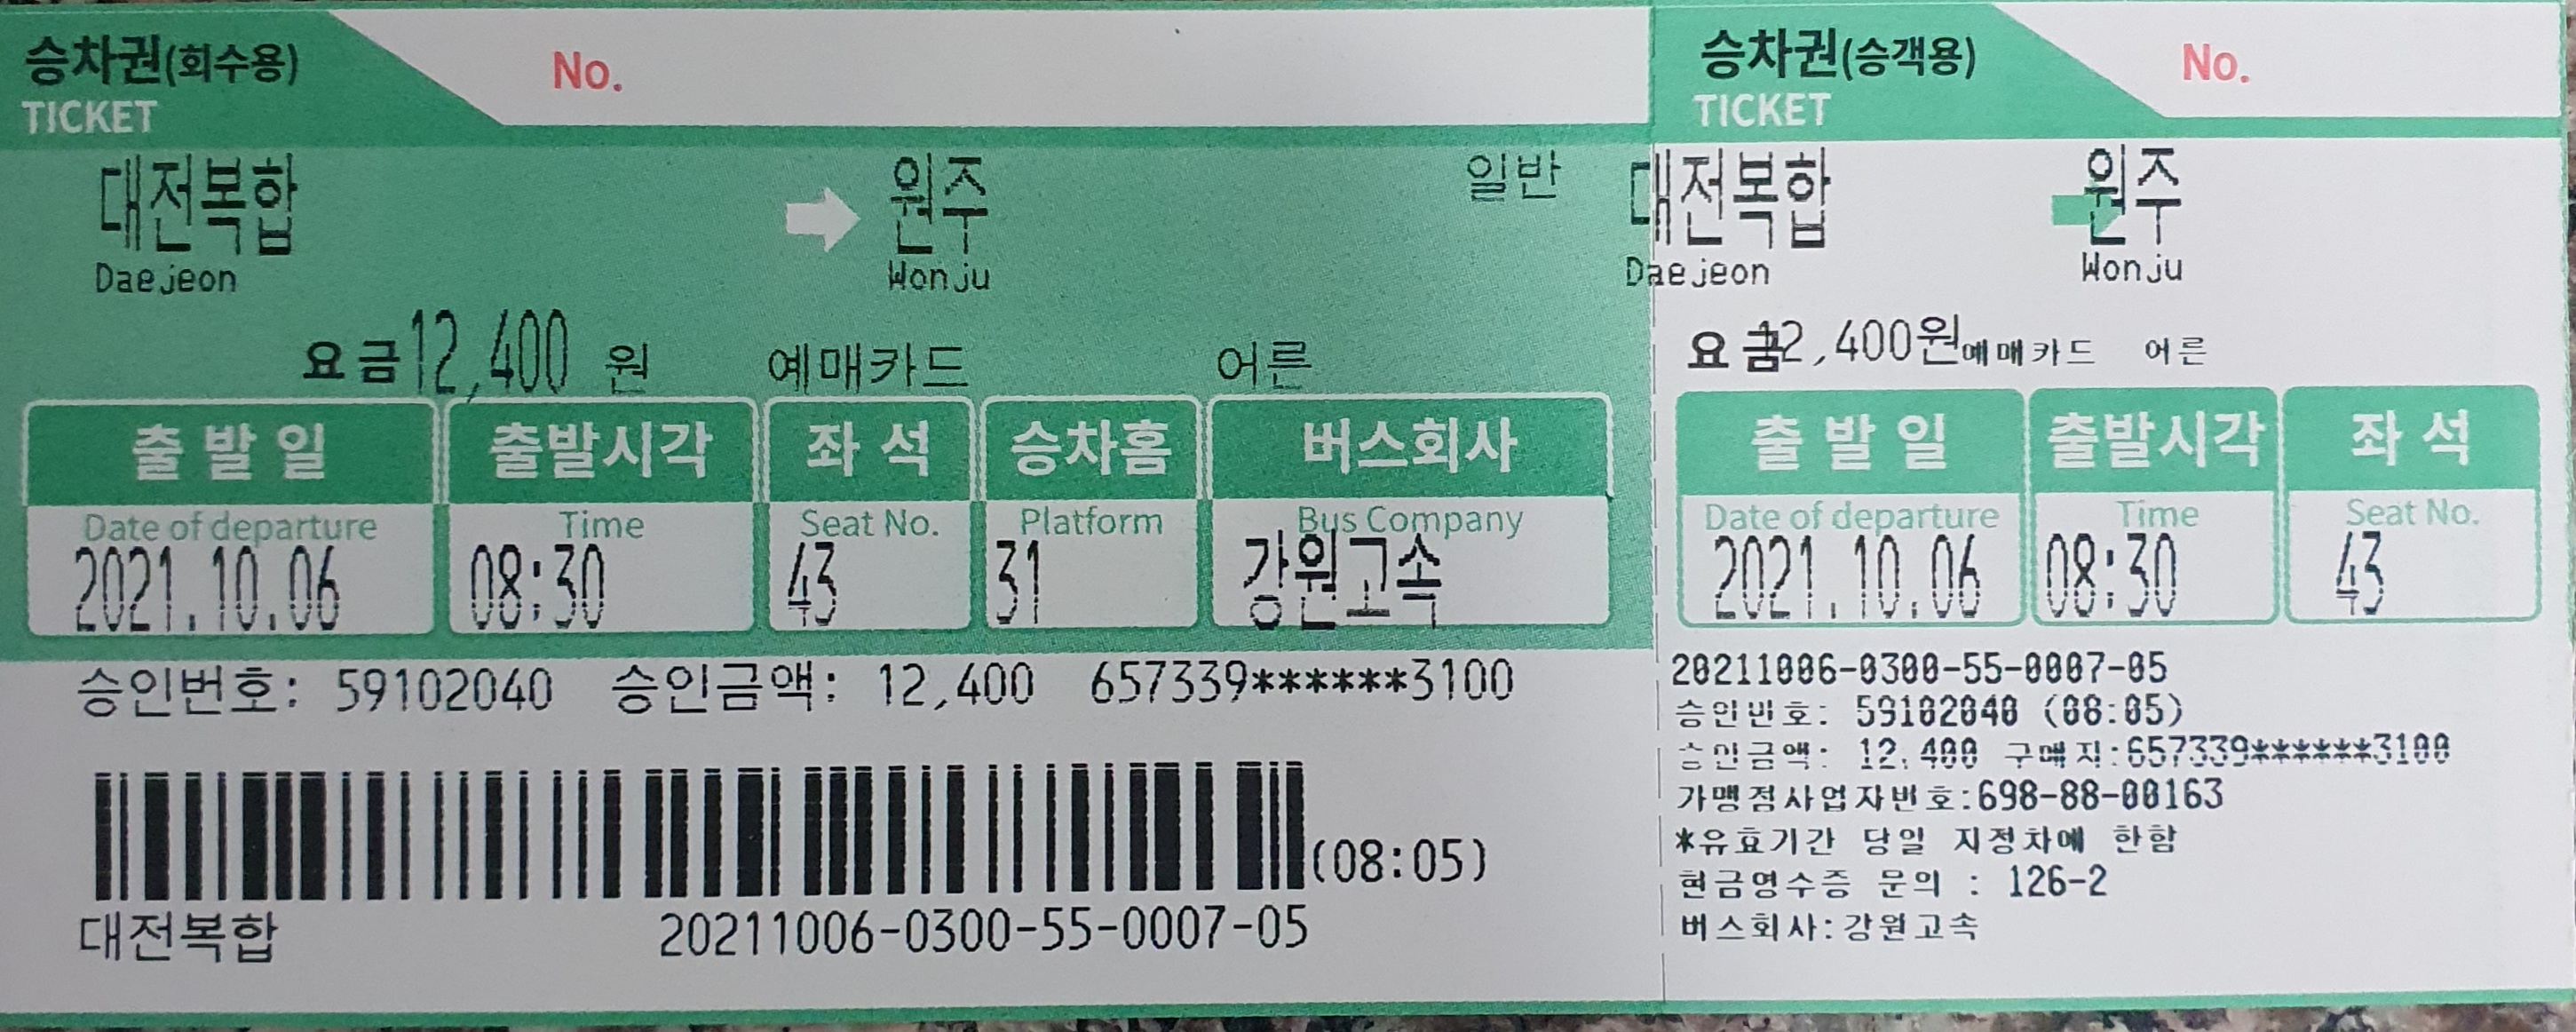 승차권(회수용) No.
TICKET
대전복합 원주 일반
Daejeon Wonju
요금 12,400 원 예매카드 어른
출발일 출발시각 좌석 승차홈 버스회사
Date of departure Time Seat No. Platform Bus Company
2021.10.06 08:30 43 31 강원고속
승인번호: 59102040 승인금액: 12,400 657339******3100
(08:05)
대전복합 20211006-0300-55-0007-05
승차권(승객용) No.
TICKET
대전복합 원주
Daejeon Wonju
요금 12,400원 예매카드 어른
출발일 출발시각 좌석
Date of departure Time Seat No.
2021.10.06 08:30 43
20211006-0300-55-0007-05
승인번호: 59102040 (08:05)
승인금액: 12,400 구매지:657339******3100
가맹점사업자번호:698-88-00163
*유효기간 당일 지정차에 한함
현금영수증 문의 : 126-2
버스회사:강원고속